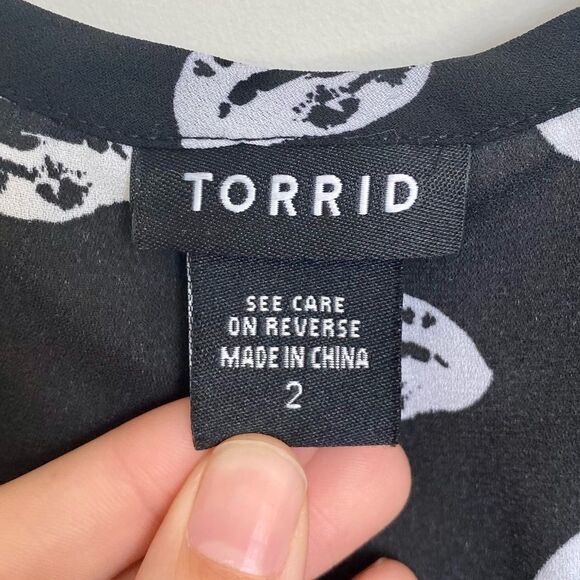 TORRID
SEE CARE
ON REVERSE
MADE IN CHINA
2